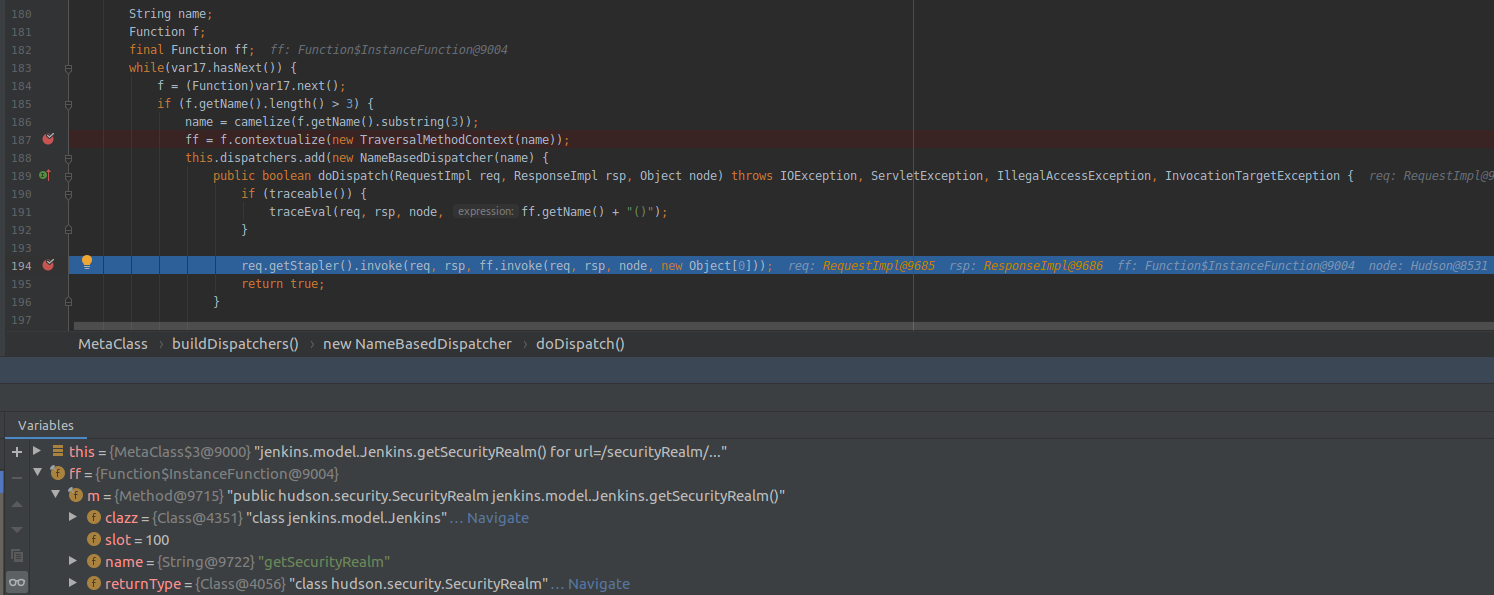 180 String name;
181 Function f;
182 final Function ff; ff: Function$InstanceFunction@9004
183 while(var17.hasNext()) {
184 f = (Function)var17.next();
185 if (f.getName().length() > 3) {
186 name = camelize(f.getName().substring(3));
187 ff = f.contextualize(new TraversalMethodContext(name));
188 this.dispatchers.add(new NameBasedDispatcher(name) {
189 public boolean doDispatch(RequestImpl req, ResponseImpl rsp, Object node) throws IOException, ServletException, IllegalAccessException, InvocationTargetException { req: RequestImpl@9
190 if (traceable()) {
191 traceEval(req, rsp, node, expression: ff.getName() + "()");
192 }
193
194 req.getStapler().invoke(req, rsp, ff.invoke(req, rsp, node, new Object[0])); req: RequestImpl@9685 rsp: ResponseImpl@9686 ff: Function$InstanceFunction@9004 node: Hudson@8531
195 return true;
196 }
197
MetaClass › buildDispatchers() › new NameBasedDispatcher › doDispatch()
Variables
this = {MetaClass$3@9000} "jenkins.model.Jenkins.getSecurityRealm() for url=/securityRealm/..."
ff = {Function$InstanceFunction@9004}
m = {Method@9715} "public hudson.security.SecurityRealm jenkins.model.Jenkins.getSecurityRealm()"
clazz = {Class@4351} "class jenkins.model.Jenkins" ... Navigate
slot = 100
name = {String@9722} "getSecurityRealm"
returnType = {Class@4056} "class hudson.security.SecurityRealm" ... Navigate